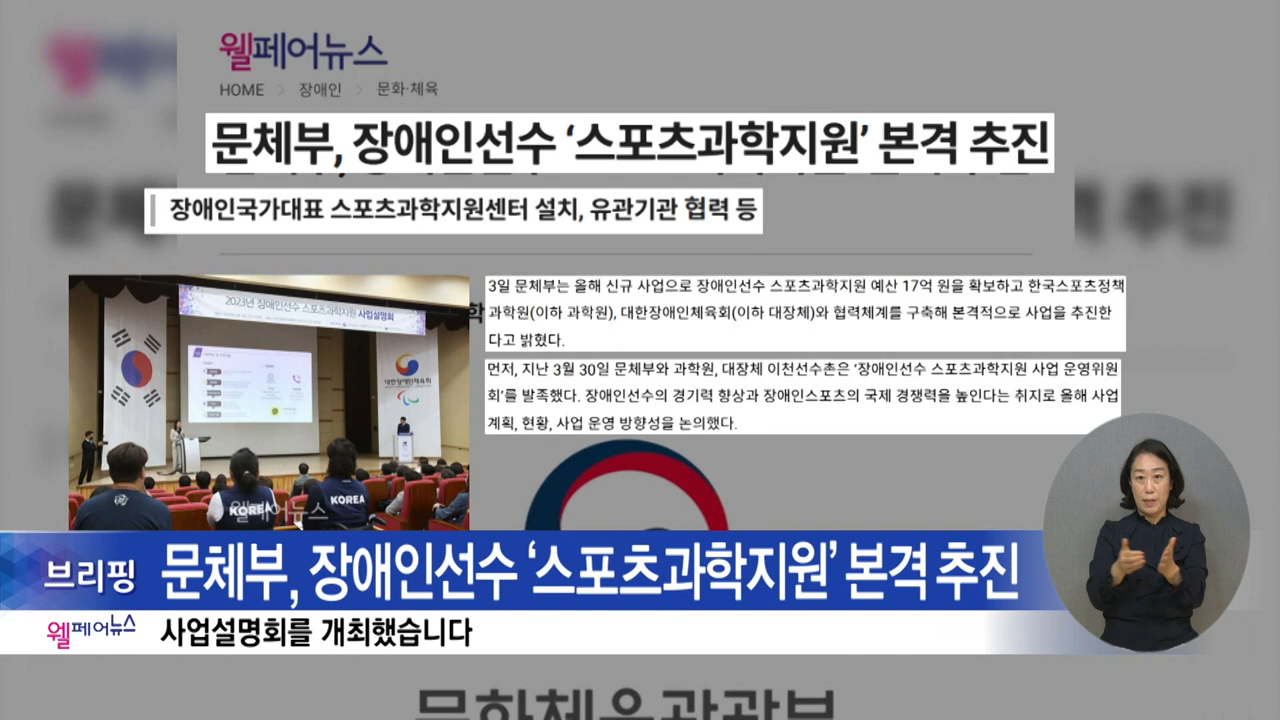 웰페어뉴스
HOME > 장애인 > 문화·체육
문체부, 장애인선수 ‘스포츠과학지원’ 본격 추진
장애인국가대표 스포츠과학지원센터 설치, 유관기관 협력 등
2023년 장애인선수 스포츠과학지원 사업설명회
대한장애인체육회
KOREA
KOREA
웰페어뉴스
3일 문체부는 올해 신규 사업으로 장애인선수 스포츠과학지원 예산 17억 원을 확보하고 한국스포츠정책
과학원(이하 과학원), 대한장애인체육회(이하 대장체)와 협력체계를 구축해 본격적으로 사업을 추진한
다고 밝혔다.
먼저, 지난 3월 30일 문체부와 과학원, 대장체 이천선수촌은 ‘장애인선수 스포츠과학지원 사업 운영위원
회’를 발족했다. 장애인선수의 경기력 향상과 장애인스포츠의 국제 경쟁력을 높인다는 취지로 올해 사업
계획, 현황, 사업 운영 방향성을 논의했다.
브리핑
문체부, 장애인선수 ‘스포츠과학지원’ 본격 추진
웰페어뉴스
사업설명회를 개최했습니다
문화체육관광부